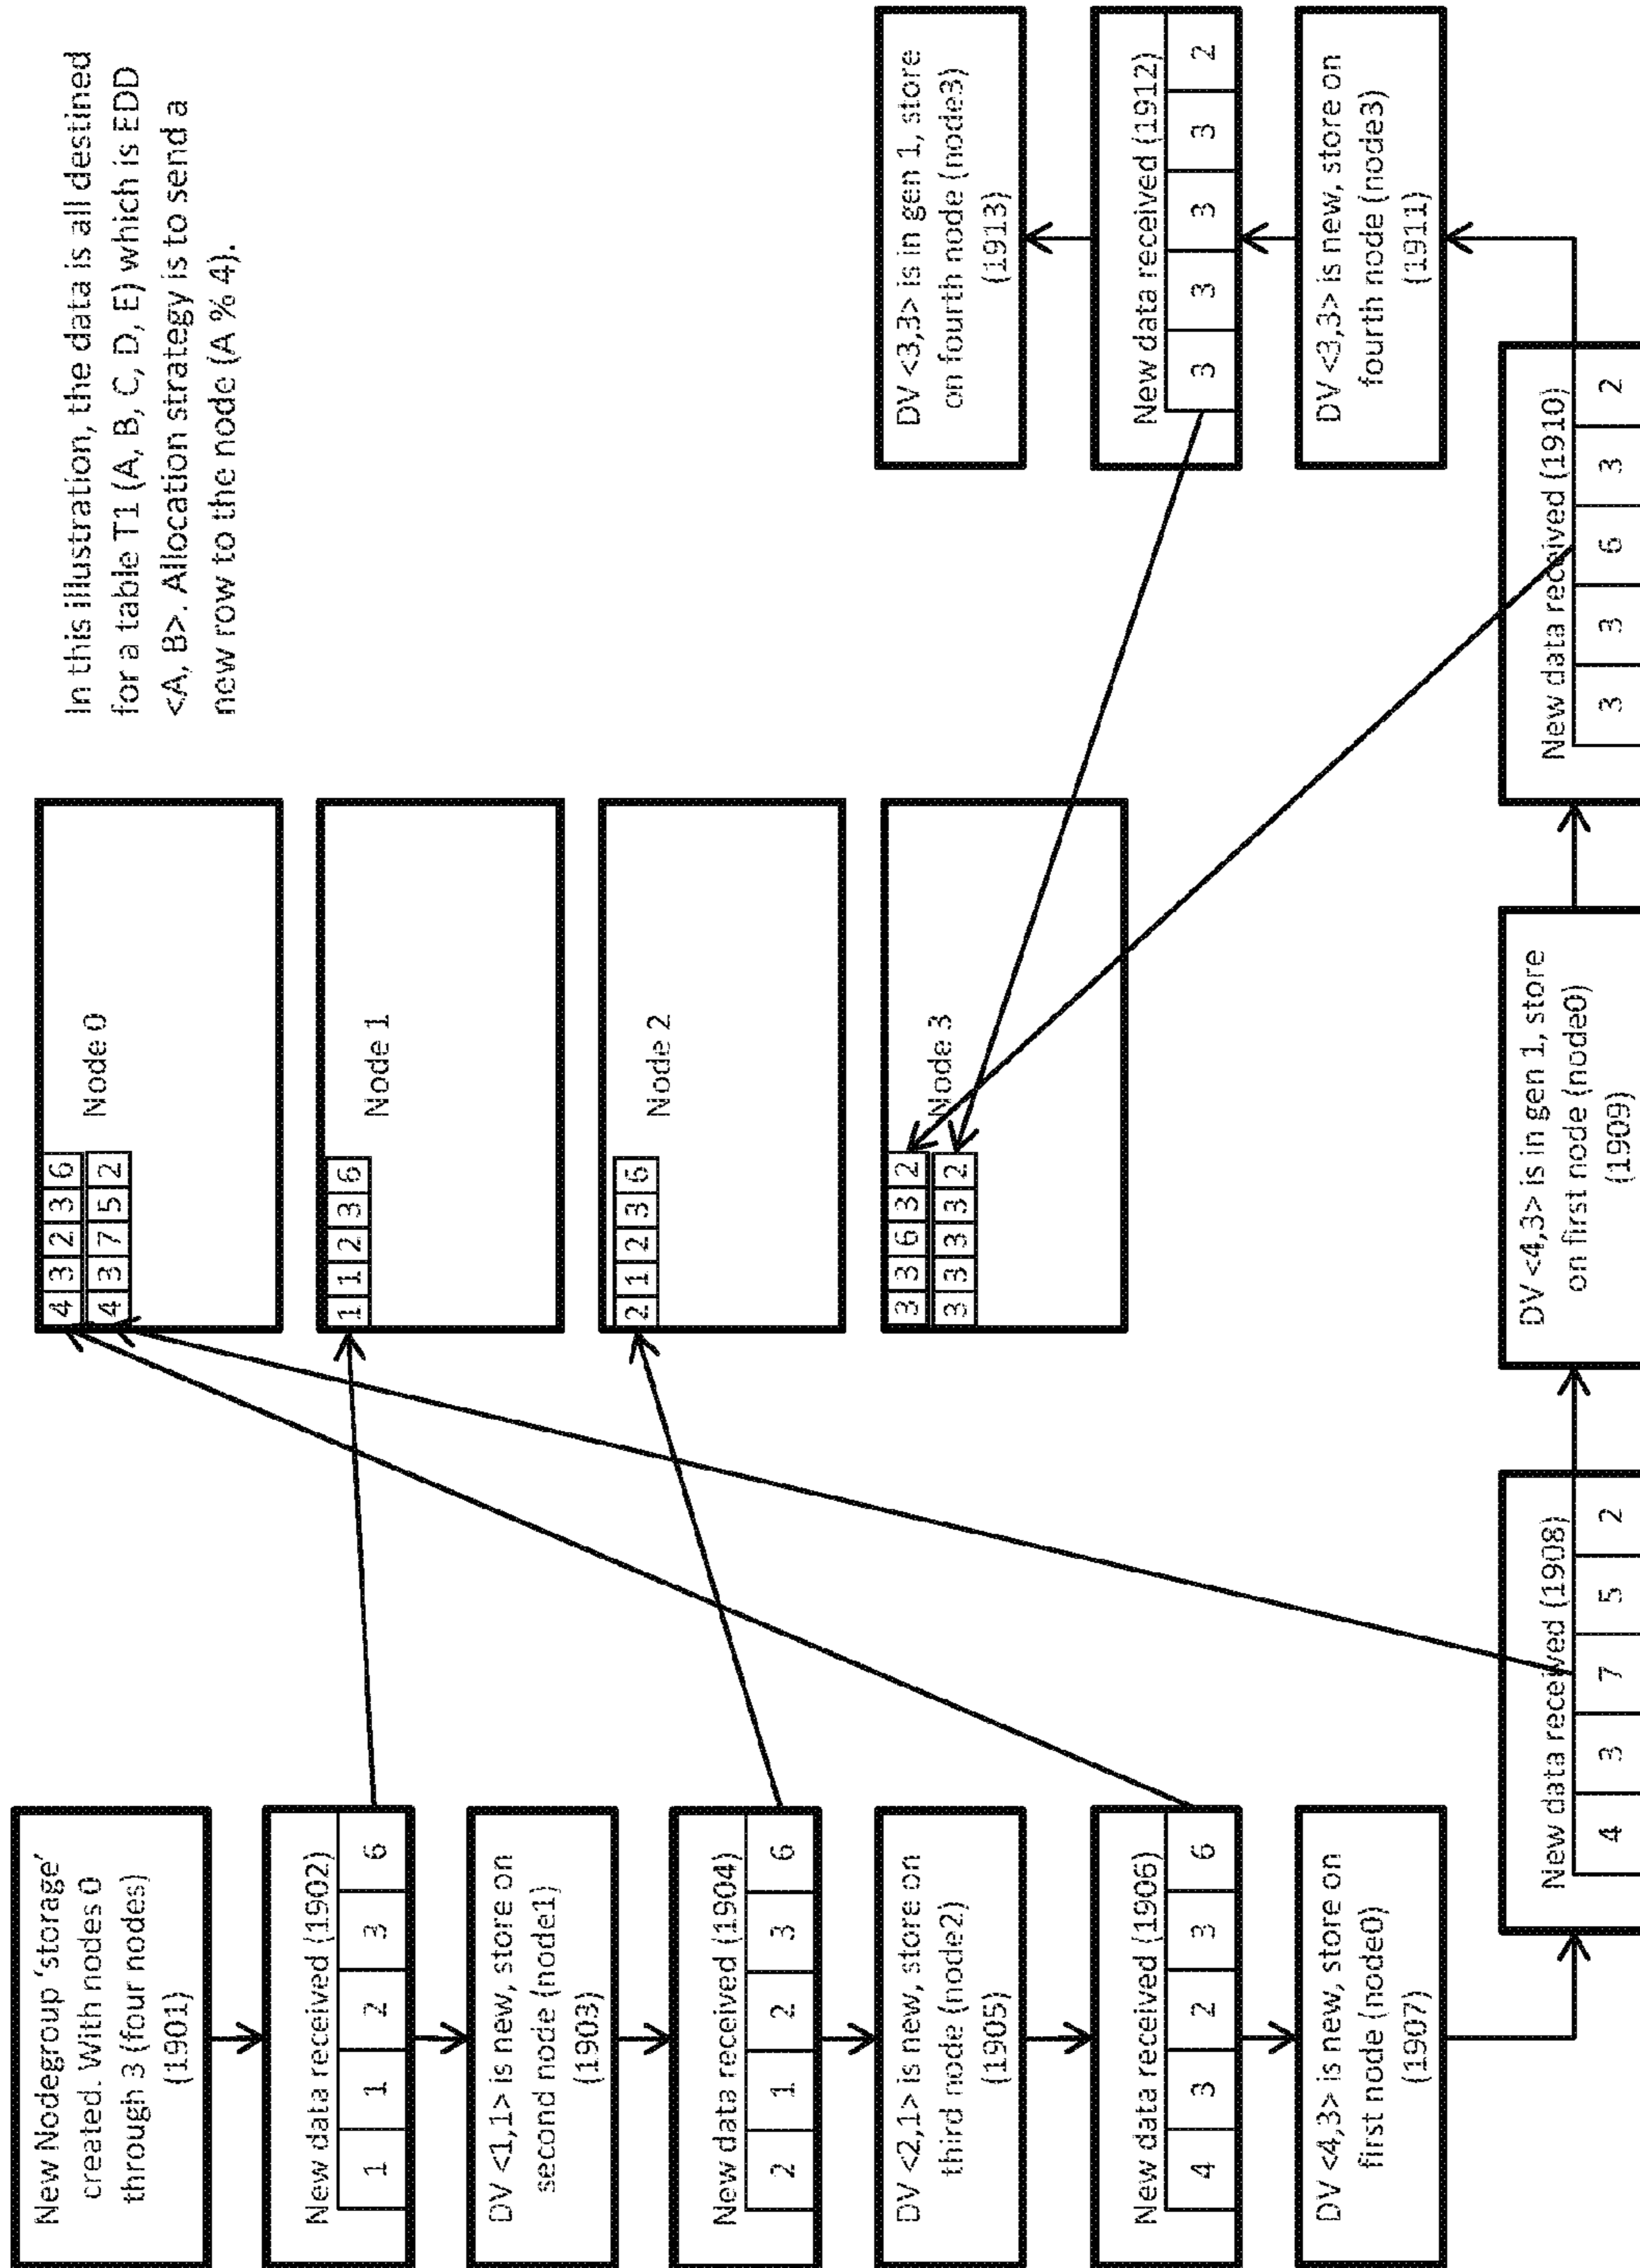 In this illustration, the data is all destined
for a table T1 (A, B, C, D, E) which is EDD
<A, B>. Allocation strategy is to send a
new row to the node (A % 4).
New Nodegroup 'storage'
created. With nodes 0
through 3 (four nodes)
(1901)
New data received (1902)
1 1 2 3 6
DV <1,1> is new, store on
second node (node1)
(1903)
New data received (1904)
2 1 2 3 6
DV <2,1> is new, store on
third node (node2)
(1905)
New data received (1906)
4 3 2 3 6
DV <4,3> is new, store on
first node (node0)
(1907)
New data received (1908)
4 3 7 5 2
DV <4,3> is in gen 1, store
on first node (node0)
(1909)
New data received (1910)
3 3 6 3 2
DV <3,3> is new, store on
fourth node (node3)
(1911)
New data received (1912)
3 3 3 3 2
DV <3,3> is in gen 1, store
on fourth node (node3)
(1913)
4 3 2 3 6
4 3 7 5 2
Node 0
1 1 2 3 6
Node 1
2 1 2 3 6
Node 2
3 3 6 3 2
3 3 3 3 2
Node 3